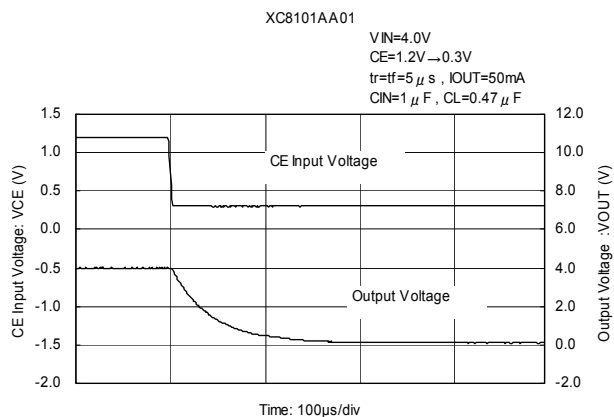 XC8101AA01
VIN=4.0V
CE=1.2V→0.3V
tr=tf=5μs , IOUT=50mA
CIN=1μF , CL=0.47μF
CE Input Voltage: VCE (V)
1.5
1.0
0.5
0.0
-0.5
-1.0
-1.5
-2.0
CE Input Voltage
Output Voltage
12.0
10.0
8.0
6.0
4.0
2.0
0.0
-2.0
Output Voltage :VOUT (V)
Time: 100μs/div